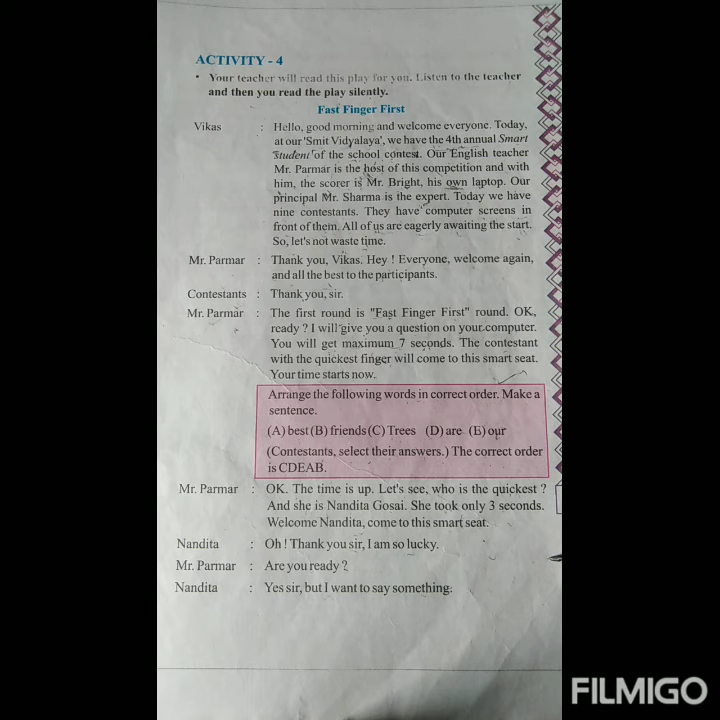 ACTIVITY - 4
• Your teacher will read this play for you. Listen to the teacher
and then you read the play silently.
Fast Finger First
Vikas : Hello, good morning and welcome everyone. Today,
at our 'Smit Vidyalaya', we have the 4th annual Smart
Student of the school contest. Our English teacher
Mr. Parmar is the host of this competition and with
him, the scorer is Mr. Bright, his own laptop. Our
principal Mr. Sharma is the expert. Today we have
nine contestants. They have computer screens in
front of them. All of us are eagerly awaiting the start.
So, let's not waste time.
Mr. Parmar : Thank you, Vikas. Hey ! Everyone, welcome again,
and all the best to the participants.
Contestants : Thank you, sir.
Mr. Parmar : The first round is "Fast Finger First" round. OK,
ready ? I will give you a question on your computer.
You will get maximum 7 seconds. The contestant
with the quickest finger will come to this smart seat.
Your time starts now.
Arrange the following words in correct order. Make a
sentence.
(A) best (B) friends (C) Trees (D) are (E) our
(Contestants, select their answers.) The correct order
is CDEAB.
Mr. Parmar : OK. The time is up. Let's see, who is the quickest ?
And she is Nandita Gosai. She took only 3 seconds.
Welcome Nandita, come to this smart seat.
Nandita : Oh ! Thank you sir, I am so lucky.
Mr. Parmar : Are you ready ?
Nandita : Yes sir, but I want to say something.
FILMIGO